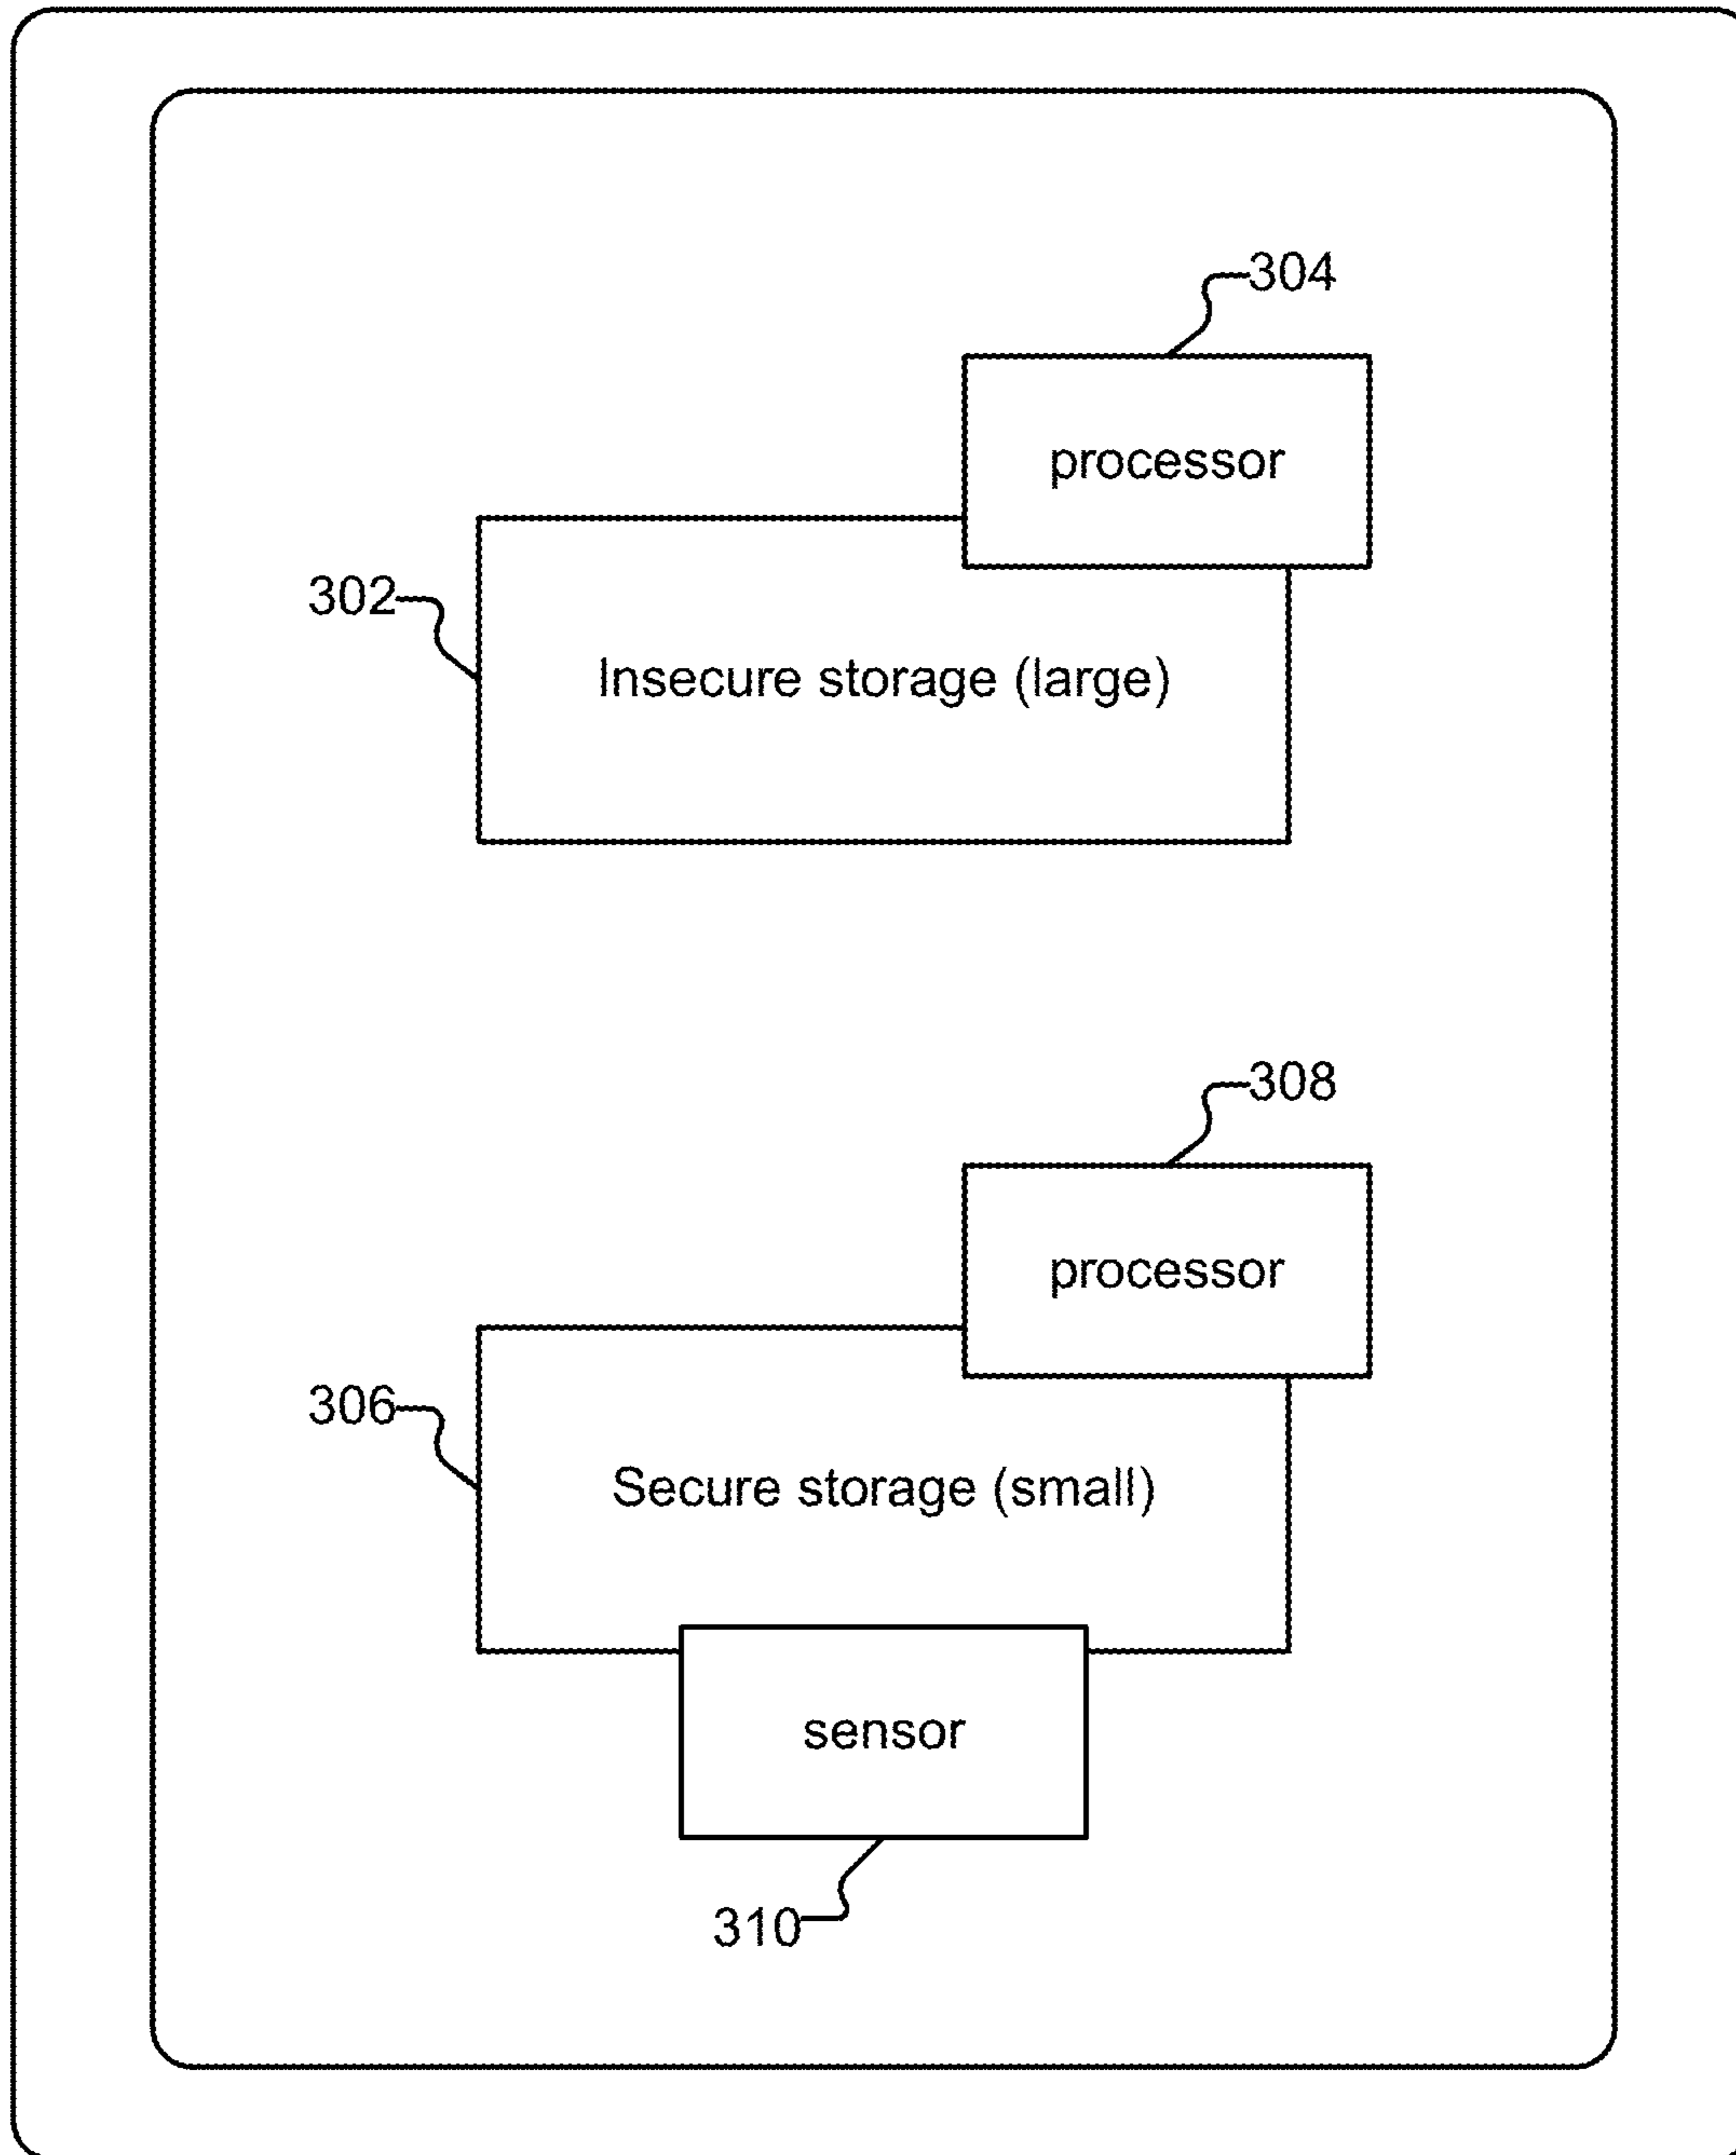 304
processor
302
Insecure storage (large)
308
processor
306
Secure storage (small)
sensor
310